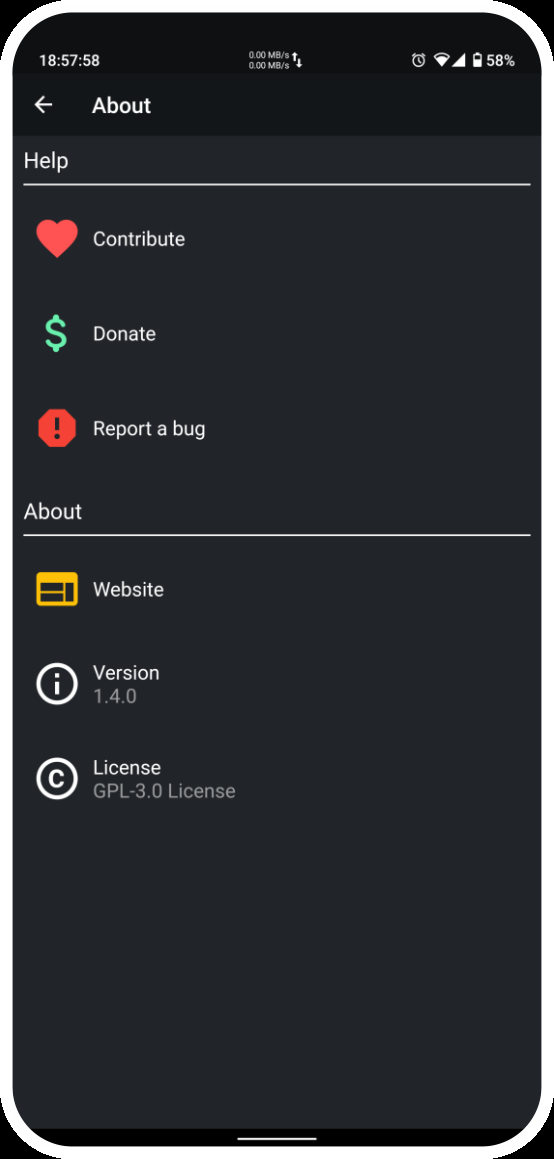 18:57:58
0.00 MB/s
0.00 MB/s
58%
About
Help
Contribute
Donate
Report a bug
About
Website
Version
1.4.0
License
GPL-3.0 License